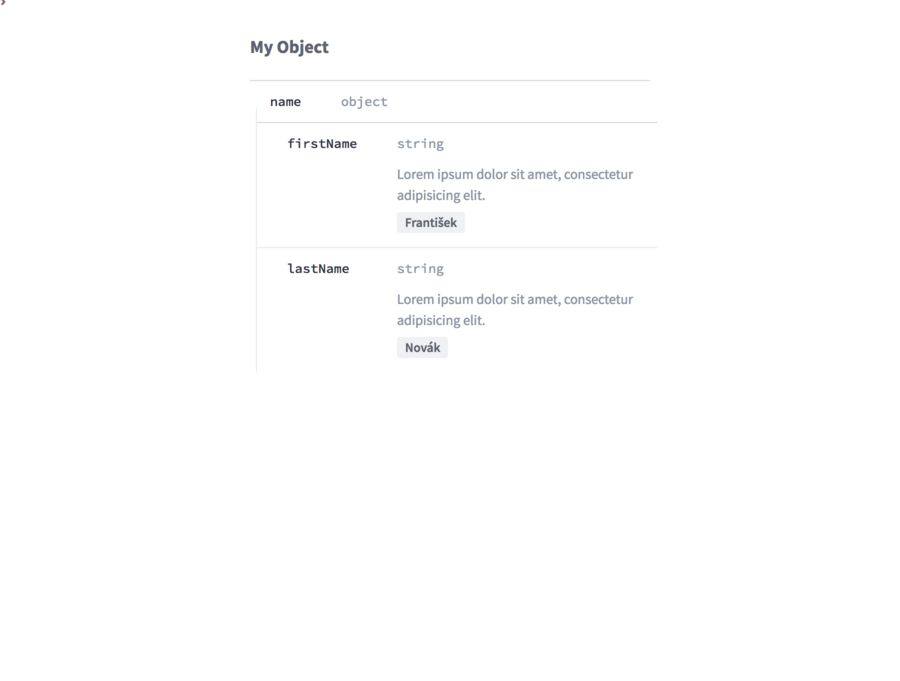 My Object
name object
firstName string
Lorem ipsum dolor sit amet, consectetur
adipisicing elit.
František
lastName string
Lorem ipsum dolor sit amet, consectetur
adipisicing elit.
Novák